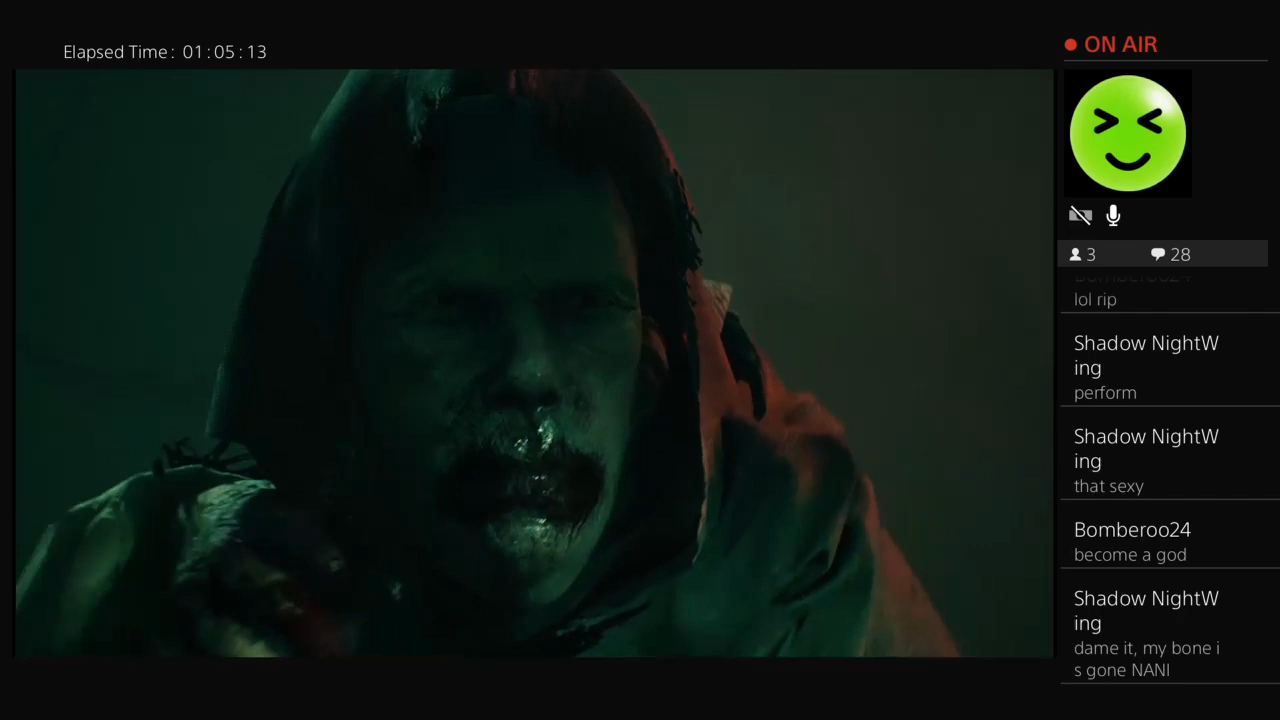 Elapsed Time: 01:05:13
ON AIR
3 28
lol rip
Shadow NightW
ing
perform
Shadow NightW
ing
that sexy
Bomberoo24
become a god
Shadow NightW
ing
dame it, my bone i
s gone NANI